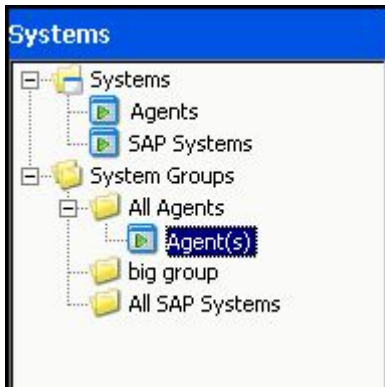 Systems
Systems
Agents
SAP Systems
System Groups
All Agents
Agent(s)
big group
All SAP Systems